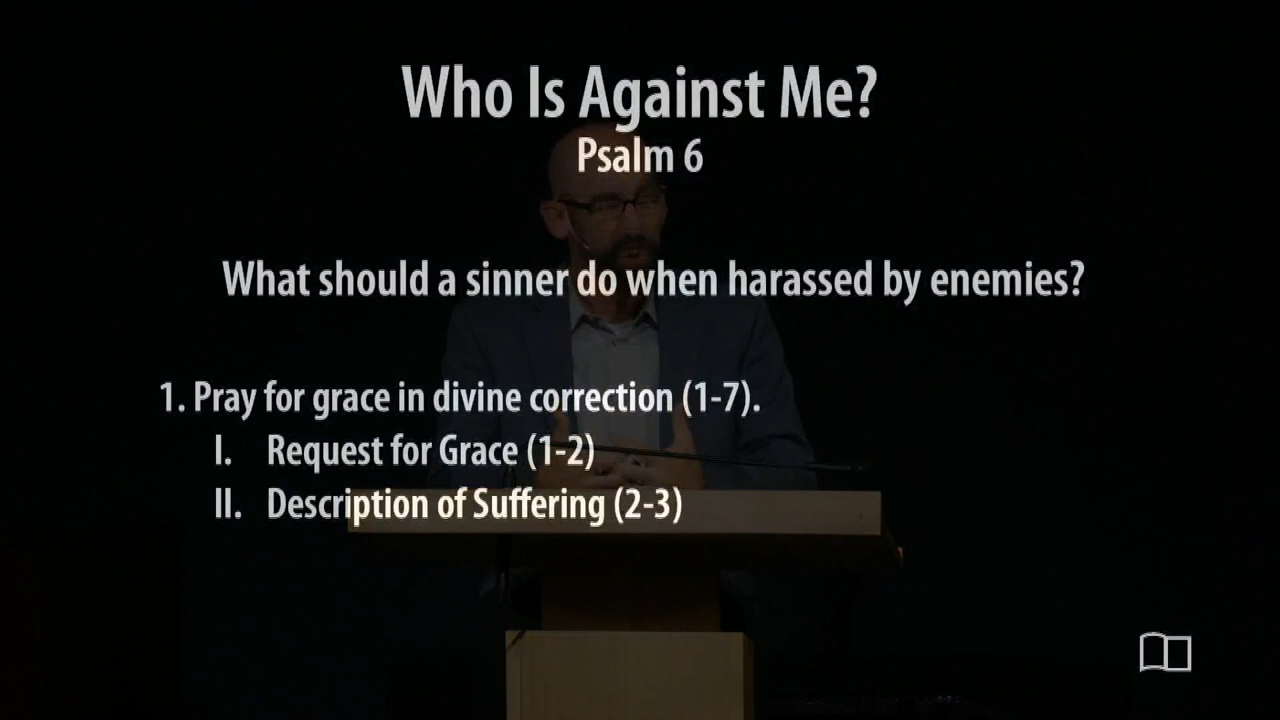 Who Is Against Me?
Psalm 6
What should a sinner do when harassed by enemies?
1. Pray for grace in divine correction (1-7).
I. Request for Grace (1-2)
II. Description of Suffering (2-3)